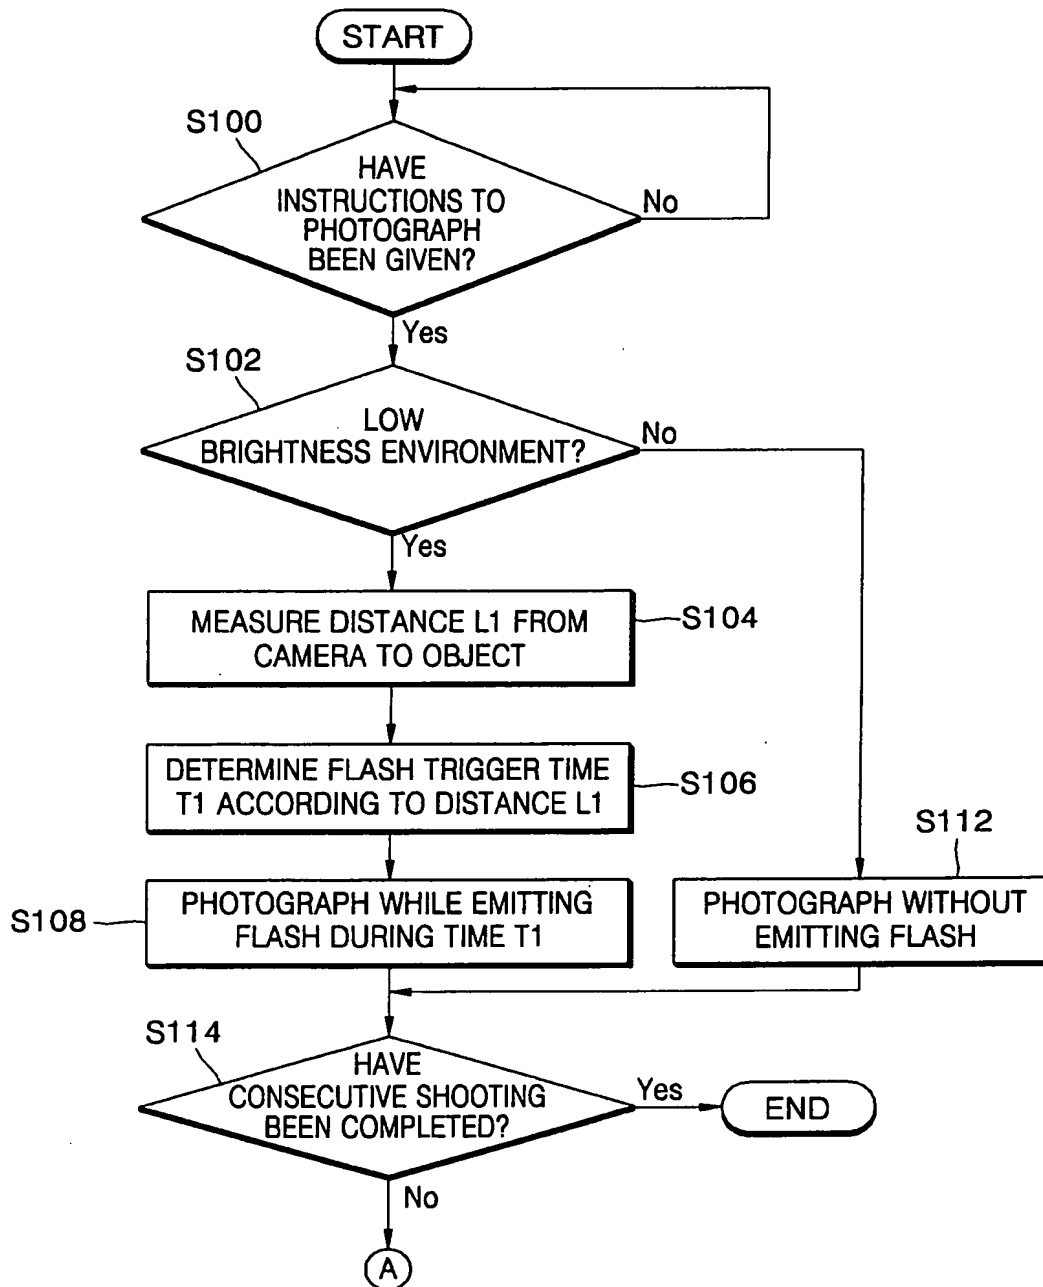 START
S100
HAVE
INSTRUCTIONS TO
PHOTOGRAPH
BEEN GIVEN?
No
Yes
S102
LOW
BRIGHTNESS ENVIRONMENT?
No
Yes
MEASURE DISTANCE L1 FROM
CAMERA TO OBJECT
S104
DETERMINE FLASH TRIGGER TIME
T1 ACCORDING TO DISTANCE L1
S106
S108
PHOTOGRAPH WHILE EMITTING
FLASH DURING TIME T1
S112
PHOTOGRAPH WITHOUT
EMITTING FLASH
S114
HAVE
CONSECUTIVE SHOOTING
BEEN COMPLETED?
Yes
END
No
A